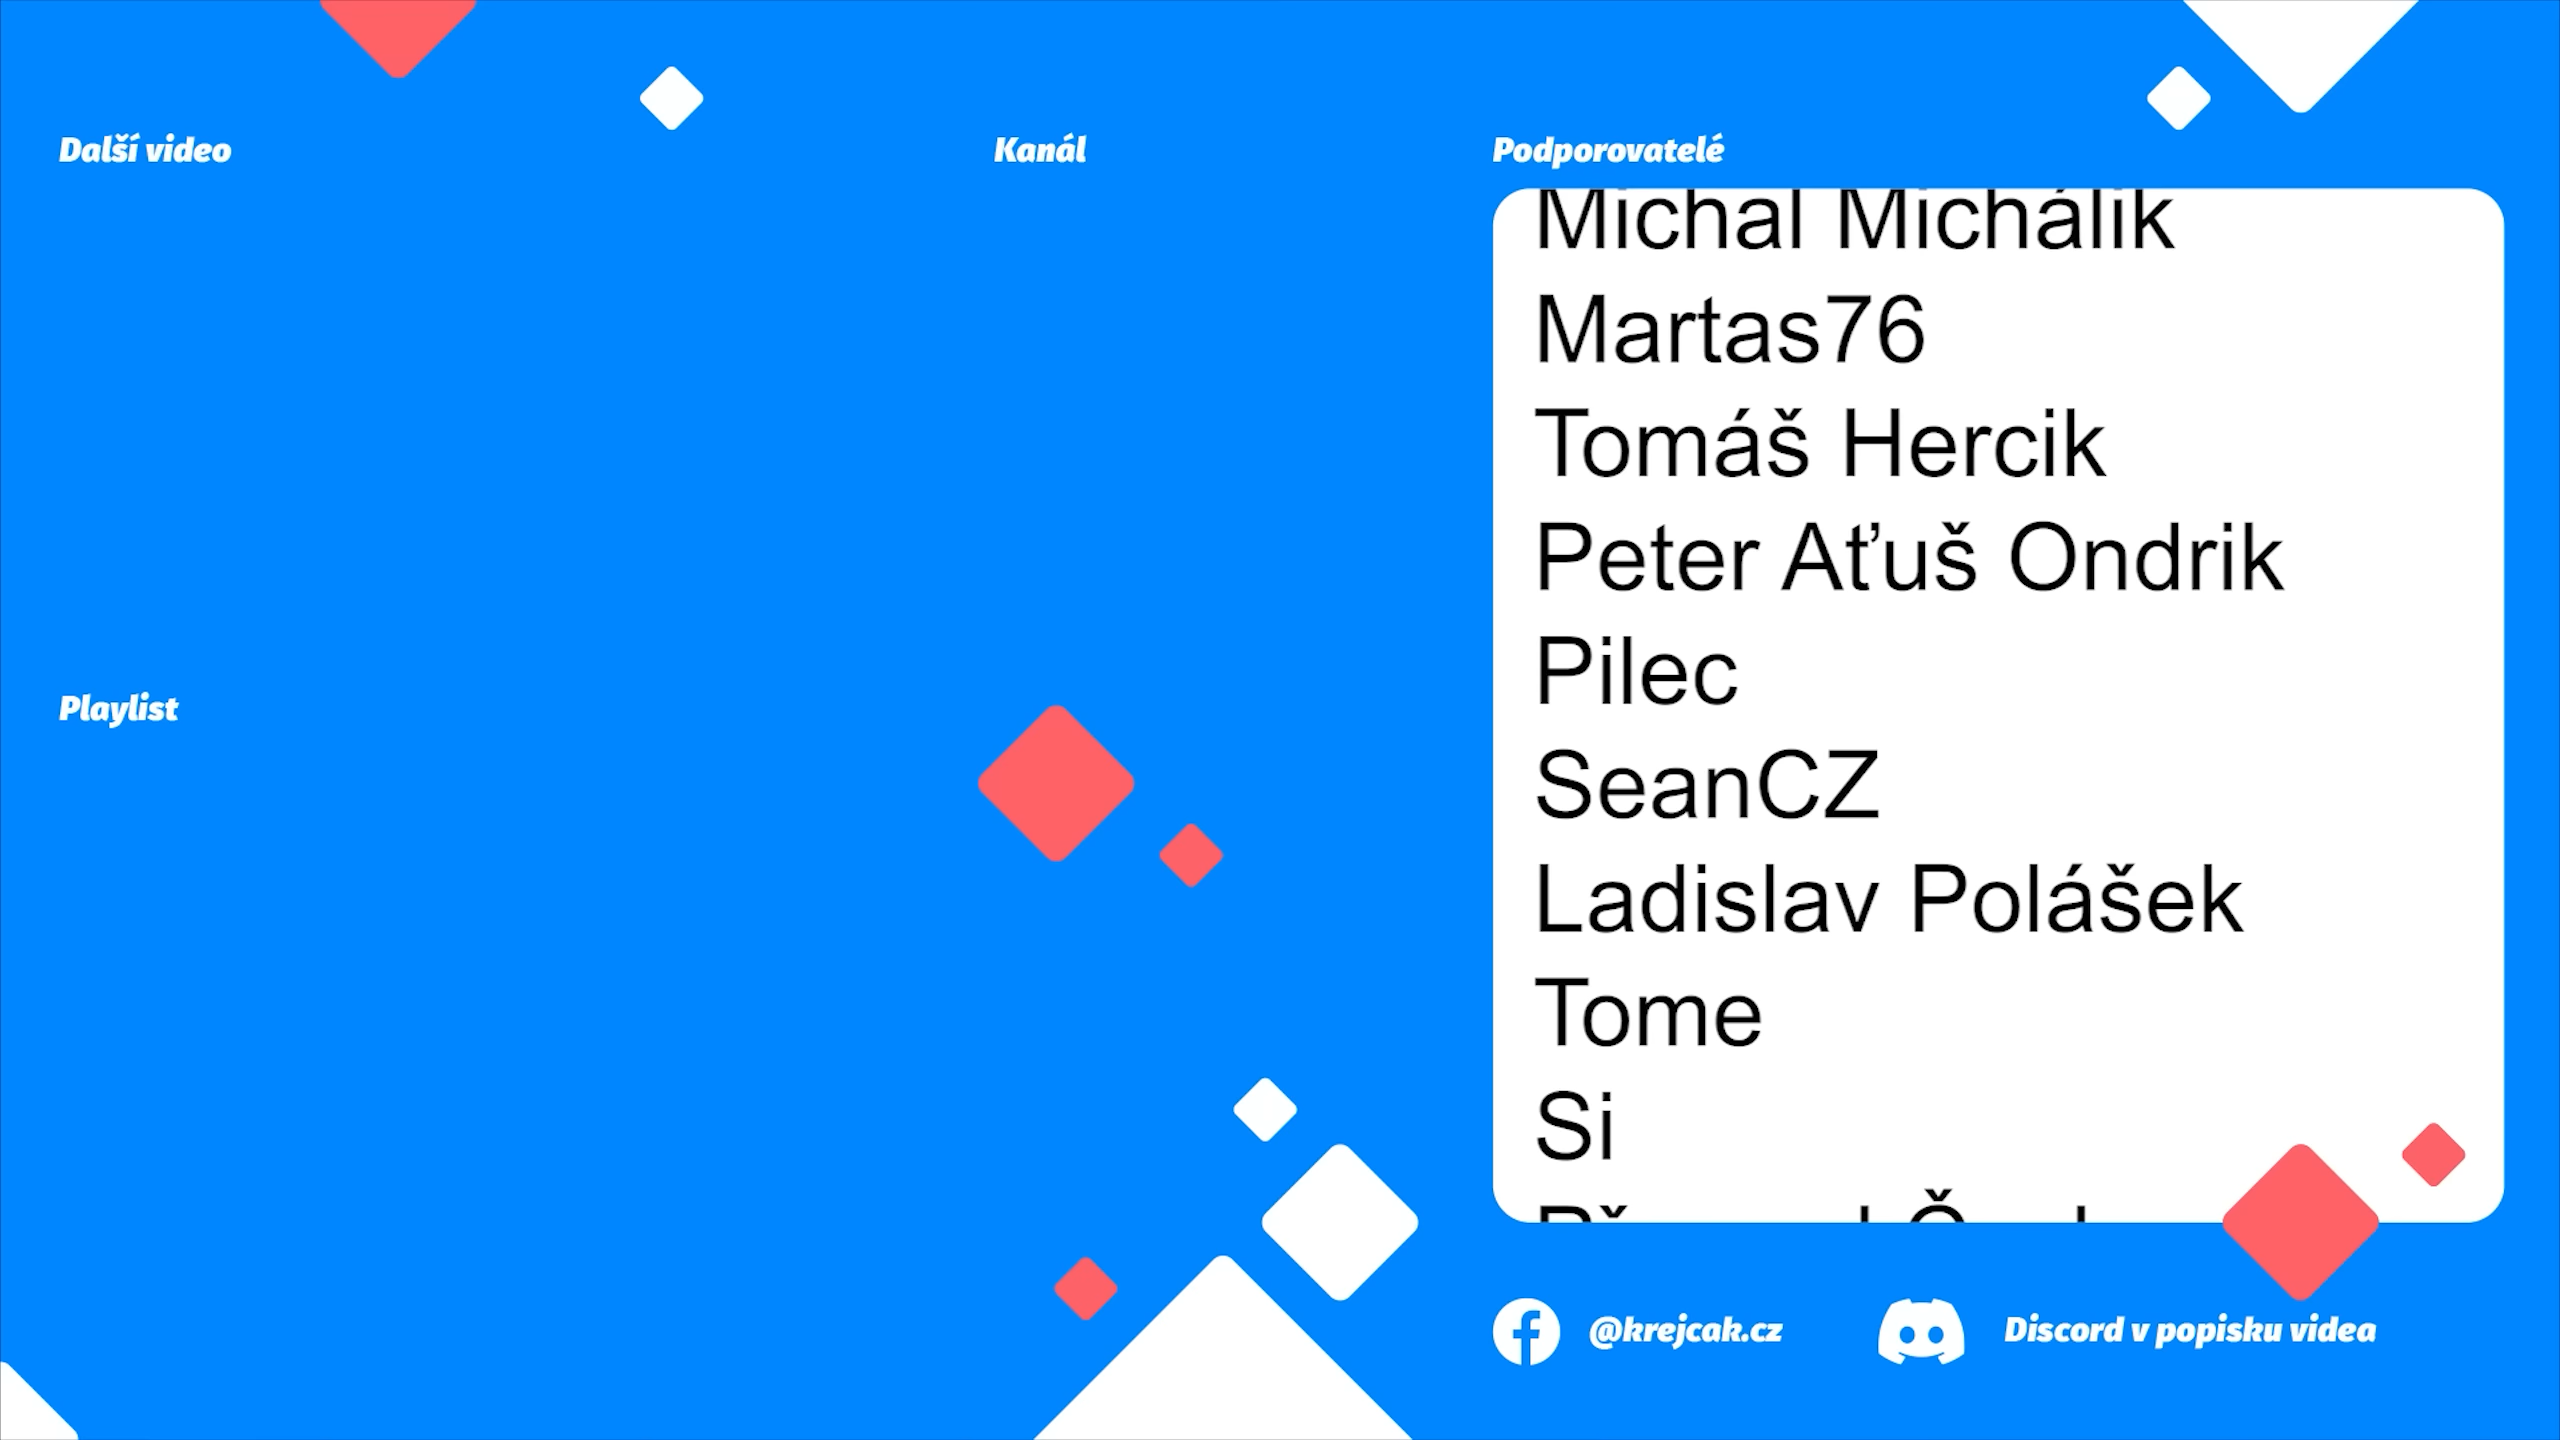 Další video
Kanál
Podporovatelé
Michal Michálik
Martas76
Tomáš Hercik
Peter Aťuš Ondrik
Pilec
SeanCZ
Ladislav Polášek
Tome
Si
Playlist
@krejcak.cz
Discord v popisku videa